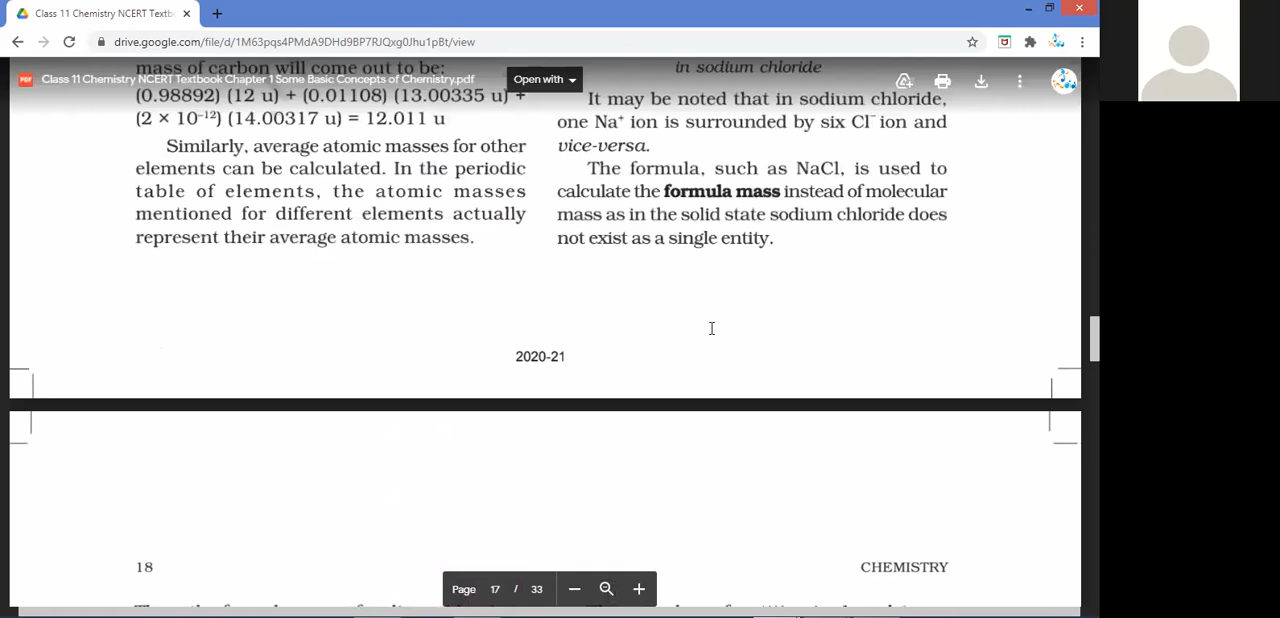 Class 11 Chemistry NCERT Textb
drive.google.com/file/d/1M63pqs4PMdA9DHd9BP7RJQxg0Jhu1pBt/view
Class 11 Chemistry NCERT Textbook Chapter 1 Some Basic Concepts of Chemistry.pdf
Open with
mass of carbon will come out to be:
(0.98892) (12 u) + (0.01108) (13.00335 u) +
(2 × 10⁻¹²) (14.00317 u) = 12.011 u
Similarly, average atomic masses for other
elements can be calculated. In the periodic
table of elements, the atomic masses
mentioned for different elements actually
represent their average atomic masses.
in sodium chloride
It may be noted that in sodium chloride,
one Na⁺ ion is surrounded by six Cl⁻ ion and
vice-versa.
The formula, such as NaCl, is used to
calculate the formula mass instead of molecular
mass as in the solid state sodium chloride does
not exist as a single entity.
2020-21
18
CHEMISTRY
Page 17 / 33